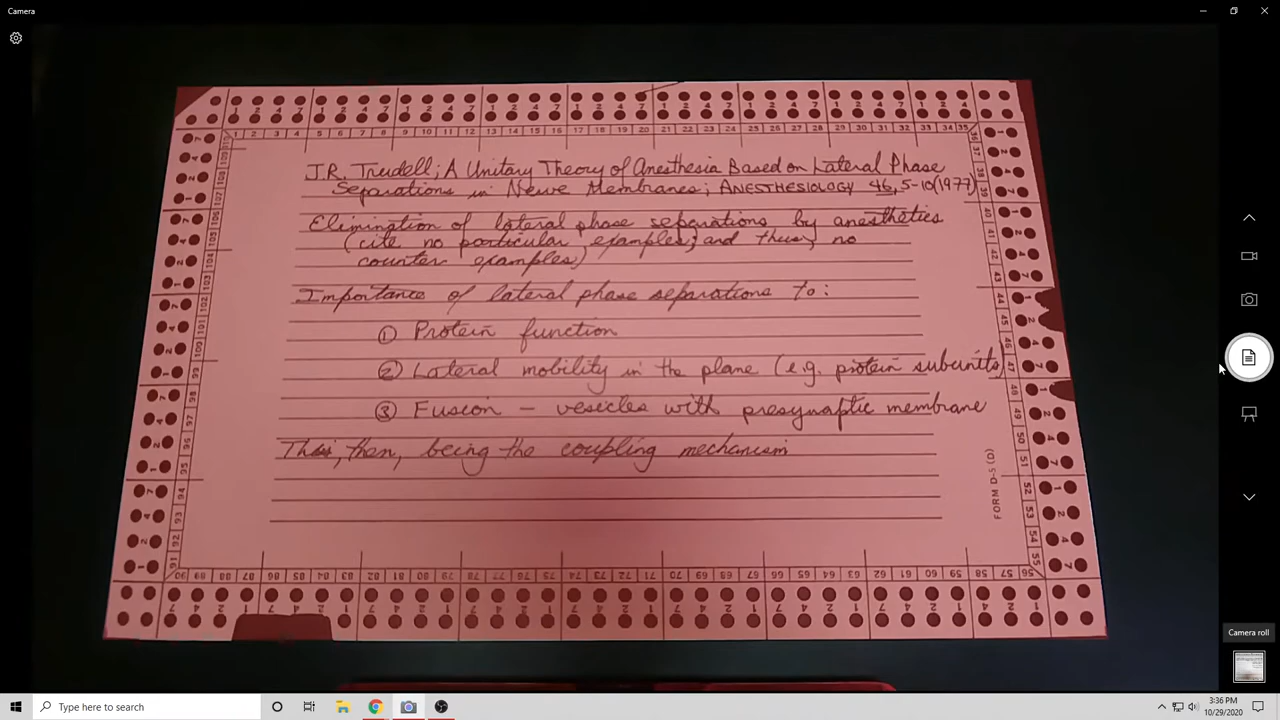 Camera
J.R. Trudell; A Unitary Theory of Anesthesia Based on Lateral Phase
Separations in Nerve Membranes; ANESTHESIOLOGY 46, 5-10 (1977)
Elimination of lateral phase separations by anesthetics
(cite no particular examples, and thus, no
counter examples)
Importance of lateral phase separations to:
① Protein function
② Lateral mobility in the plane (e.g. protein subunits)
③ Fusion – vesicles with presynaptic membrane
This, then, being the coupling mechanism
FORM D-5 (D)
Camera roll
Type here to search
3:36 PM
10/29/2020